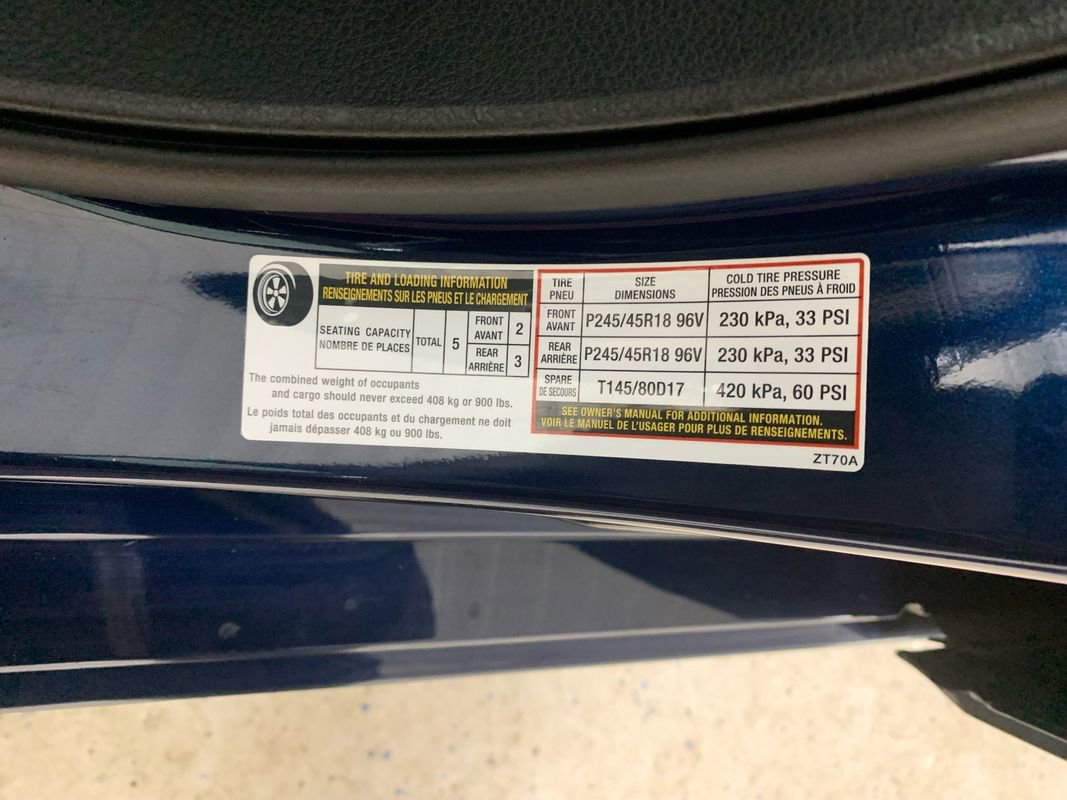 TIRE AND LOADING INFORMATION
RENSEIGNEMENTS SUR LES PNEUS ET LE CHARGEMENT
SEATING CAPACITY
NOMBRE DE PLACES
TOTAL
5
FRONT
AVANT
2
REAR
ARRIÈRE
3
The combined weight of occupants
and cargo should never exceed 408 kg or 900 lbs.
Le poids total des occupants et du chargement ne doit
jamais dépasser 408 kg ou 900 lbs.
TIRE
PNEU
SIZE
DIMENSIONS
COLD TIRE PRESSURE
PRESSION DES PNEUS À FROID
FRONT
AVANT
P245/45R18 96V
230 kPa, 33 PSI
REAR
ARRIÈRE
P245/45R18 96V
230 kPa, 33 PSI
SPARE
DE SECOURS
T145/80D17
420 kPa, 60 PSI
SEE OWNER'S MANUAL FOR ADDITIONAL INFORMATION.
VOIR LE MANUEL DE L'USAGER POUR PLUS DE RENSEIGNEMENTS.
ZT70A